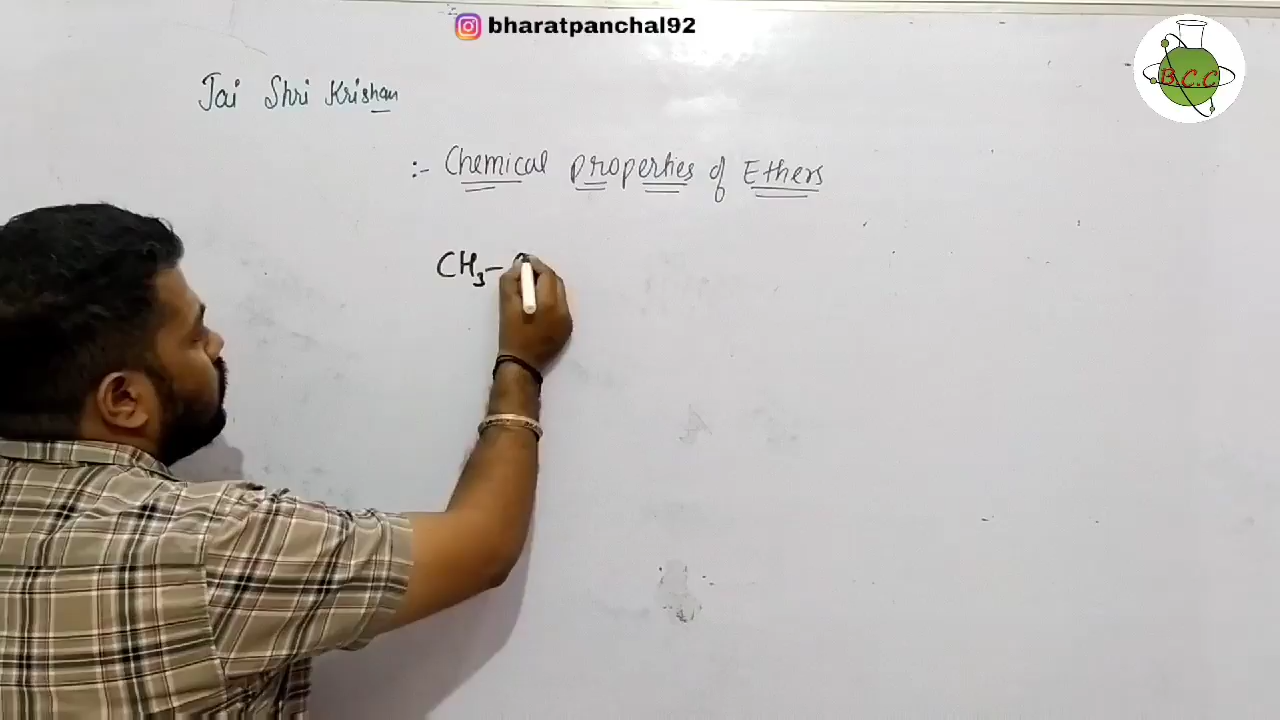 bharatpanchal92
B.C.C
Jai Shri Krishan
:- Chemical properties of Ethers
CH3-